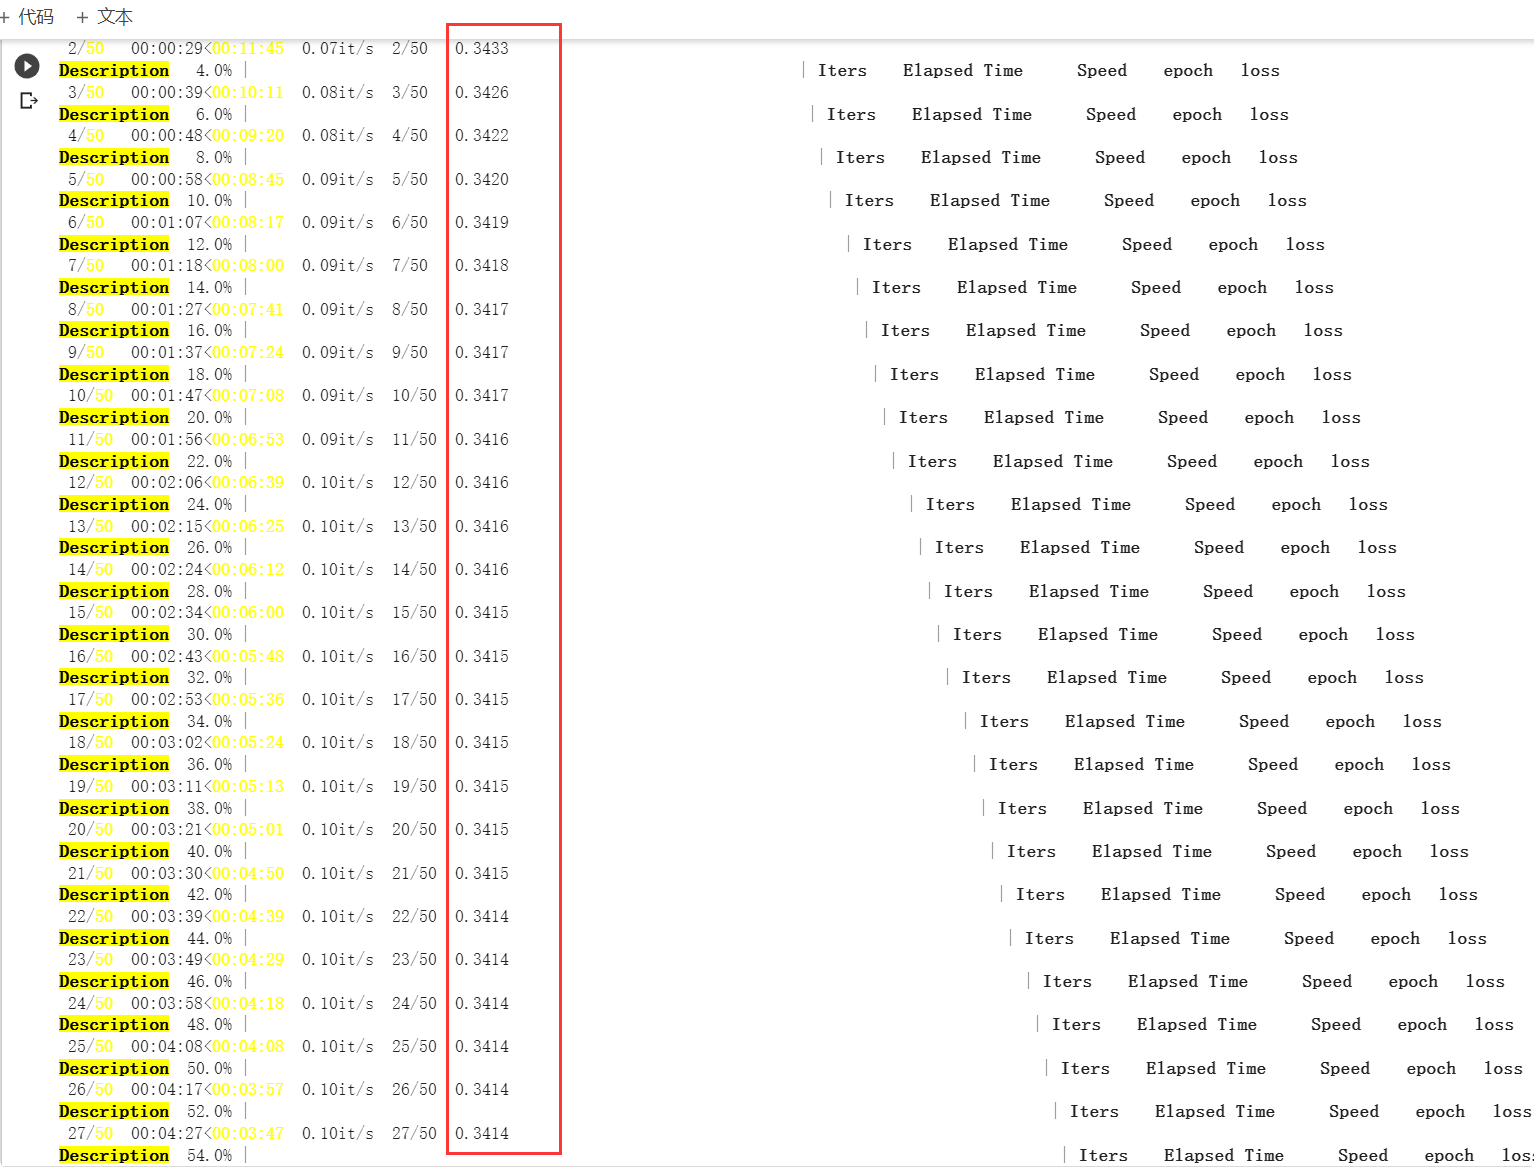 + 代码 + 文本
2/50 00:00:29<00:11:45 0.07it/s 2/50 0.3433
Description 4.0% | | Iters Elapsed Time Speed epoch loss
3/50 00:00:39<00:10:11 0.08it/s 3/50 0.3426
Description 6.0% | | Iters Elapsed Time Speed epoch loss
4/50 00:00:48<00:09:20 0.08it/s 4/50 0.3422
Description 8.0% | | Iters Elapsed Time Speed epoch loss
5/50 00:00:58<00:08:45 0.09it/s 5/50 0.3420
Description 10.0% | | Iters Elapsed Time Speed epoch loss
6/50 00:01:07<00:08:17 0.09it/s 6/50 0.3419
Description 12.0% | | Iters Elapsed Time Speed epoch loss
7/50 00:01:18<00:08:00 0.09it/s 7/50 0.3418
Description 14.0% | | Iters Elapsed Time Speed epoch loss
8/50 00:01:27<00:07:41 0.09it/s 8/50 0.3417
Description 16.0% | | Iters Elapsed Time Speed epoch loss
9/50 00:01:37<00:07:24 0.09it/s 9/50 0.3417
Description 18.0% | | Iters Elapsed Time Speed epoch loss
10/50 00:01:47<00:07:08 0.09it/s 10/50 0.3417
Description 20.0% | | Iters Elapsed Time Speed epoch loss
11/50 00:01:56<00:06:53 0.09it/s 11/50 0.3416
Description 22.0% | | Iters Elapsed Time Speed epoch loss
12/50 00:02:06<00:06:39 0.10it/s 12/50 0.3416
Description 24.0% | | Iters Elapsed Time Speed epoch loss
13/50 00:02:15<00:06:25 0.10it/s 13/50 0.3416
Description 26.0% | | Iters Elapsed Time Speed epoch loss
14/50 00:02:24<00:06:12 0.10it/s 14/50 0.3416
Description 28.0% | | Iters Elapsed Time Speed epoch loss
15/50 00:02:34<00:06:00 0.10it/s 15/50 0.3415
Description 30.0% | | Iters Elapsed Time Speed epoch loss
16/50 00:02:43<00:05:48 0.10it/s 16/50 0.3415
Description 32.0% | | Iters Elapsed Time Speed epoch loss
17/50 00:02:53<00:05:36 0.10it/s 17/50 0.3415
Description 34.0% | | Iters Elapsed Time Speed epoch loss
18/50 00:03:02<00:05:24 0.10it/s 18/50 0.3415
Description 36.0% | | Iters Elapsed Time Speed epoch loss
19/50 00:03:11<00:05:13 0.10it/s 19/50 0.3415
Description 38.0% | | Iters Elapsed Time Speed epoch loss
20/50 00:03:21<00:05:01 0.10it/s 20/50 0.3415
Description 40.0% | | Iters Elapsed Time Speed epoch loss
21/50 00:03:30<00:04:50 0.10it/s 21/50 0.3415
Description 42.0% | | Iters Elapsed Time Speed epoch loss
22/50 00:03:39<00:04:39 0.10it/s 22/50 0.3414
Description 44.0% | | Iters Elapsed Time Speed epoch loss
23/50 00:03:49<00:04:29 0.10it/s 23/50 0.3414
Description 46.0% | | Iters Elapsed Time Speed epoch loss
24/50 00:03:58<00:04:18 0.10it/s 24/50 0.3414
Description 48.0% | | Iters Elapsed Time Speed epoch loss
25/50 00:04:08<00:04:08 0.10it/s 25/50 0.3414
Description 50.0% | | Iters Elapsed Time Speed epoch loss
26/50 00:04:17<00:03:57 0.10it/s 26/50 0.3414
Description 52.0% | | Iters Elapsed Time Speed epoch loss
27/50 00:04:27<00:03:47 0.10it/s 27/50 0.3414
Description 54.0% | | Iters Elapsed Time Speed epoch los